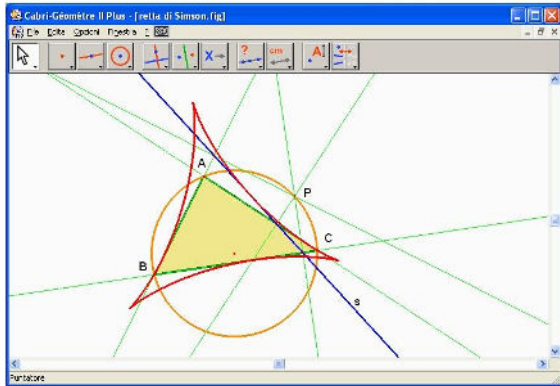 Cabri-Géomètre II Plus - [retta di Simson.fig]
File Edita Opzioni Finestra ?
A
P
C
B
s
Puntatore